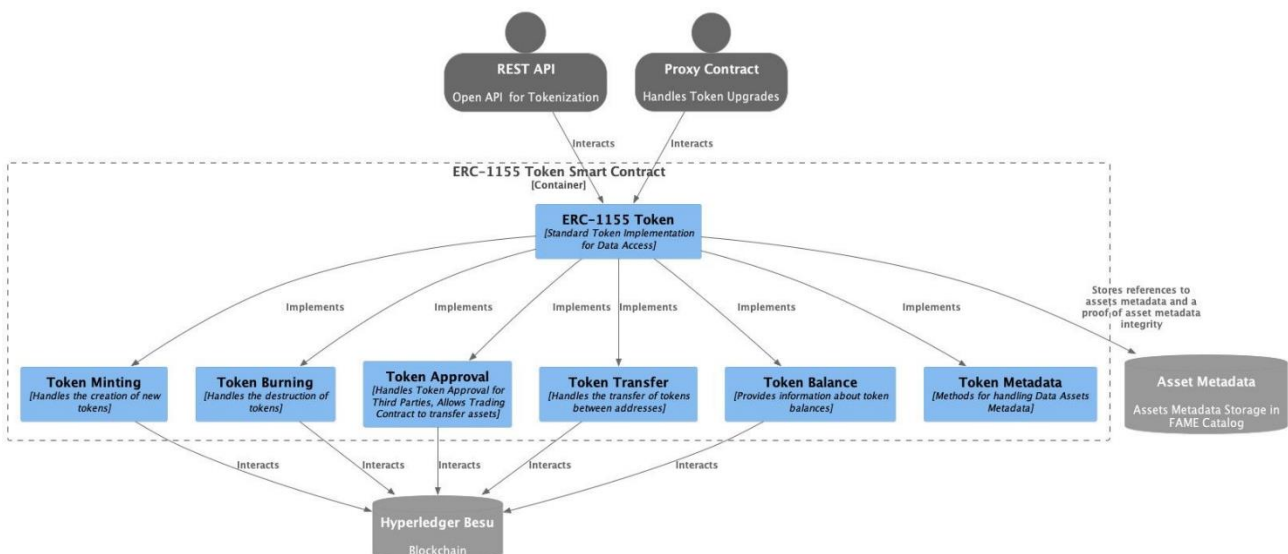 REST API
Open API for Tokenization
Proxy Contract
Handles Token Upgrades
Interacts
Interacts
ERC-1155 Token Smart Contract
[Container]
ERC-1155 Token
[Standard Token Implementation
for Data Access]
Implements
Implements
Implements
Implements
Implements
Implements
Stores references to
assets metadata and a
proof of asset metadata
integrity
Token Minting
[Handles the creation of new
tokens]
Token Burning
[Handles the destruction of
tokens]
Token Approval
[Handles Token Approval for
Third Parties, Allows Trading
Contract to transfer assets]
Token Transfer
[Handles the transfer of tokens
between addresses]
Token Balance
[Provides information about token
balances]
Token Metadata
[Methods for handling Data Assets
Metadata]
Asset Metadata
Assets Metadata Storage in
FAME Catalog
Interacts
Interacts
Interacts
Interacts
Interacts
Hyperledger Besu
Blockchain